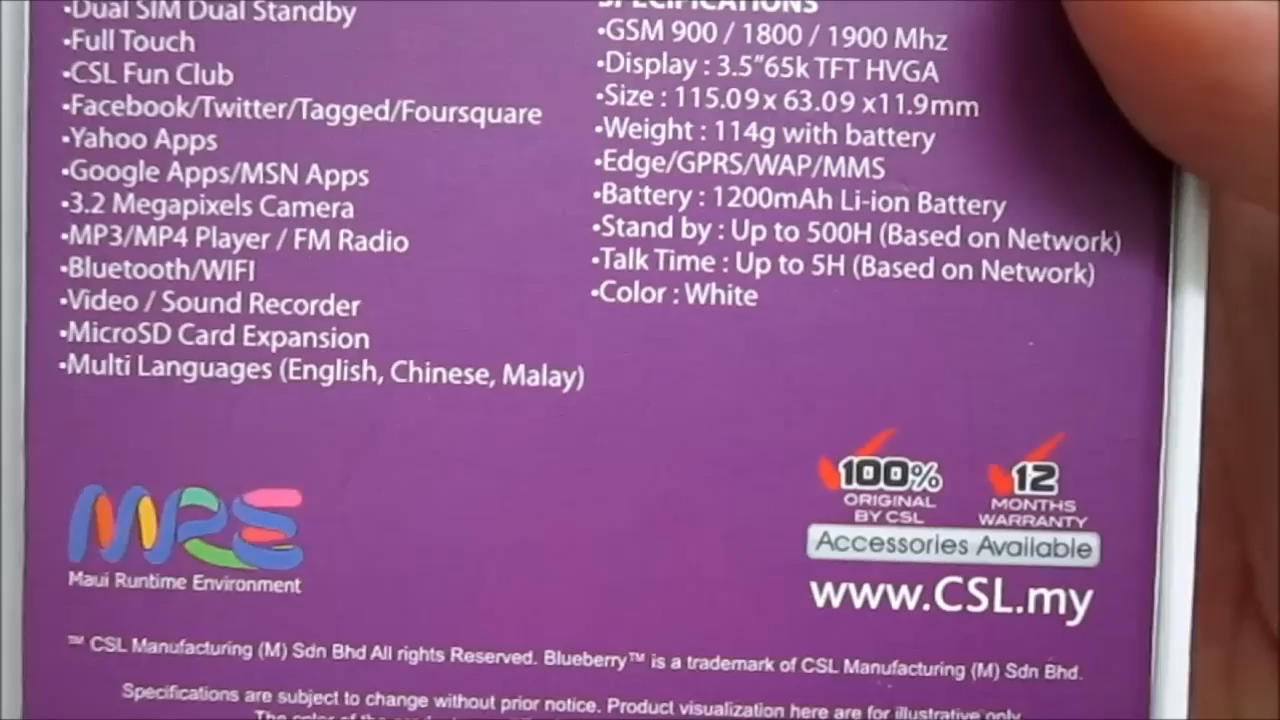 •Dual SIM Dual Standby
•Full Touch
•CSL Fun Club
•Facebook/Twitter/Tagged/Foursquare
•Yahoo Apps
•Google Apps/MSN Apps
•3.2 Megapixels Camera
•MP3/MP4 Player / FM Radio
•Bluetooth/WIFI
•Video / Sound Recorder
•MicroSD Card Expansion
•Multi Languages (English, Chinese, Malay)
SPECIFICATIONS
•GSM 900 / 1800 / 1900 Mhz
•Display : 3.5"65k TFT HVGA
•Size : 115.09x 63.09 x11.9mm
•Weight : 114g with battery
•Edge/GPRS/WAP/MMS
•Battery : 1200mAh Li-ion Battery
•Stand by : Up to 500H (Based on Network)
•Talk Time : Up to 5H (Based on Network)
•Color : White
MRE
Maui Runtime Environment
100%
ORIGINAL
BY CSL
12
MONTHS
WARRANTY
Accessories Available
www.CSL.my
™ CSL Manufacturing (M) Sdn Bhd All rights Reserved. Blueberry™ is a trademark of CSL Manufacturing (M) Sdn Bhd.
Specifications are subject to change without prior notice. Product visualization here are for illustrative only.
The color of the